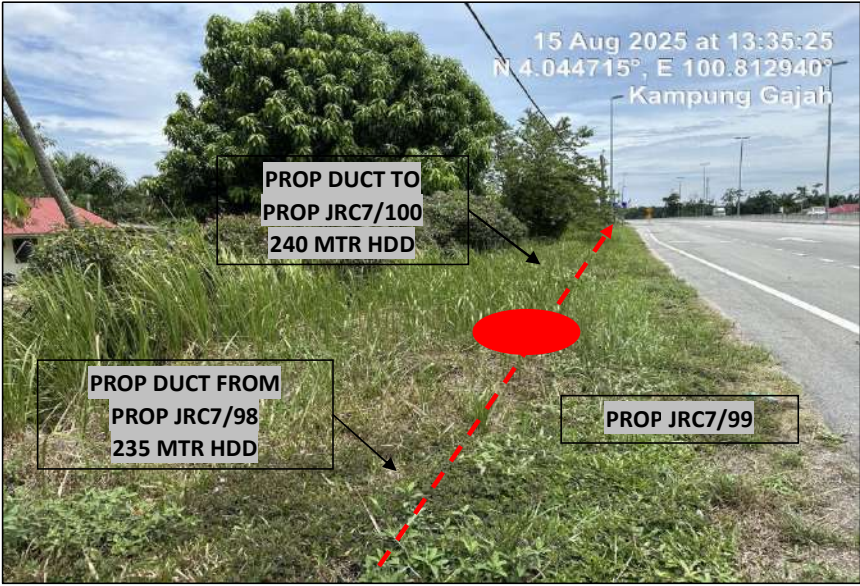 15 Aug 2025 at 13:35:25
N 4.044715°, E 100.812940°
Kampung Gajah
PROP DUCT TO
PROP JRC7/100
240 MTR HDD
PROP DUCT FROM
PROP JRC7/98
235 MTR HDD
PROP JRC7/99